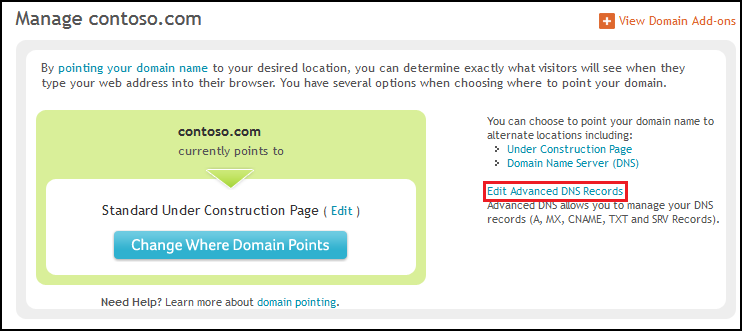 Manage contoso.com
View Domain Add-ons
By pointing your domain name to your desired location, you can determine exactly what visitors will see when they
type your web address into their browser. You have several options when choosing where to point your domain.
contoso.com
currently points to
Standard Under Construction Page ( Edit )
Change Where Domain Points
Need Help? Learn more about domain pointing.
You can choose to point your domain name to
alternate locations including:
Under Construction Page
Domain Name Server (DNS)
Edit Advanced DNS Records
Advanced DNS allows you to manage your DNS
records (A, MX, CNAME, TXT and SRV Records).